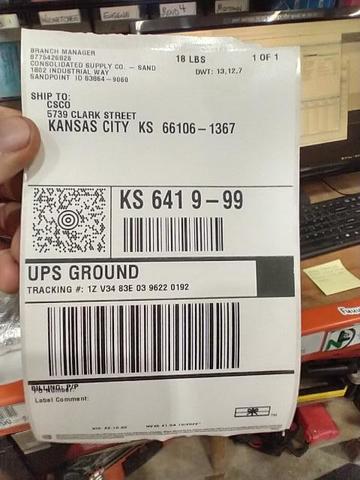 BRANCH MANAGER
8775426828
CONSOLIDATED SUPPLY CO. - SAND
1802 INDUSTRIAL WAY
SANDPOINT ID 83864-9060
18 LBS
1 OF 1
DWT: 13,12,7
SHIP TO:
CSCO
5739 CLARK STREET
KANSAS CITY KS 66106-1367
KS 641 9-99
UPS GROUND
TRACKING #: 1Z V34 83E 03 9622 0192
BILLING: P/P
Label Comment: